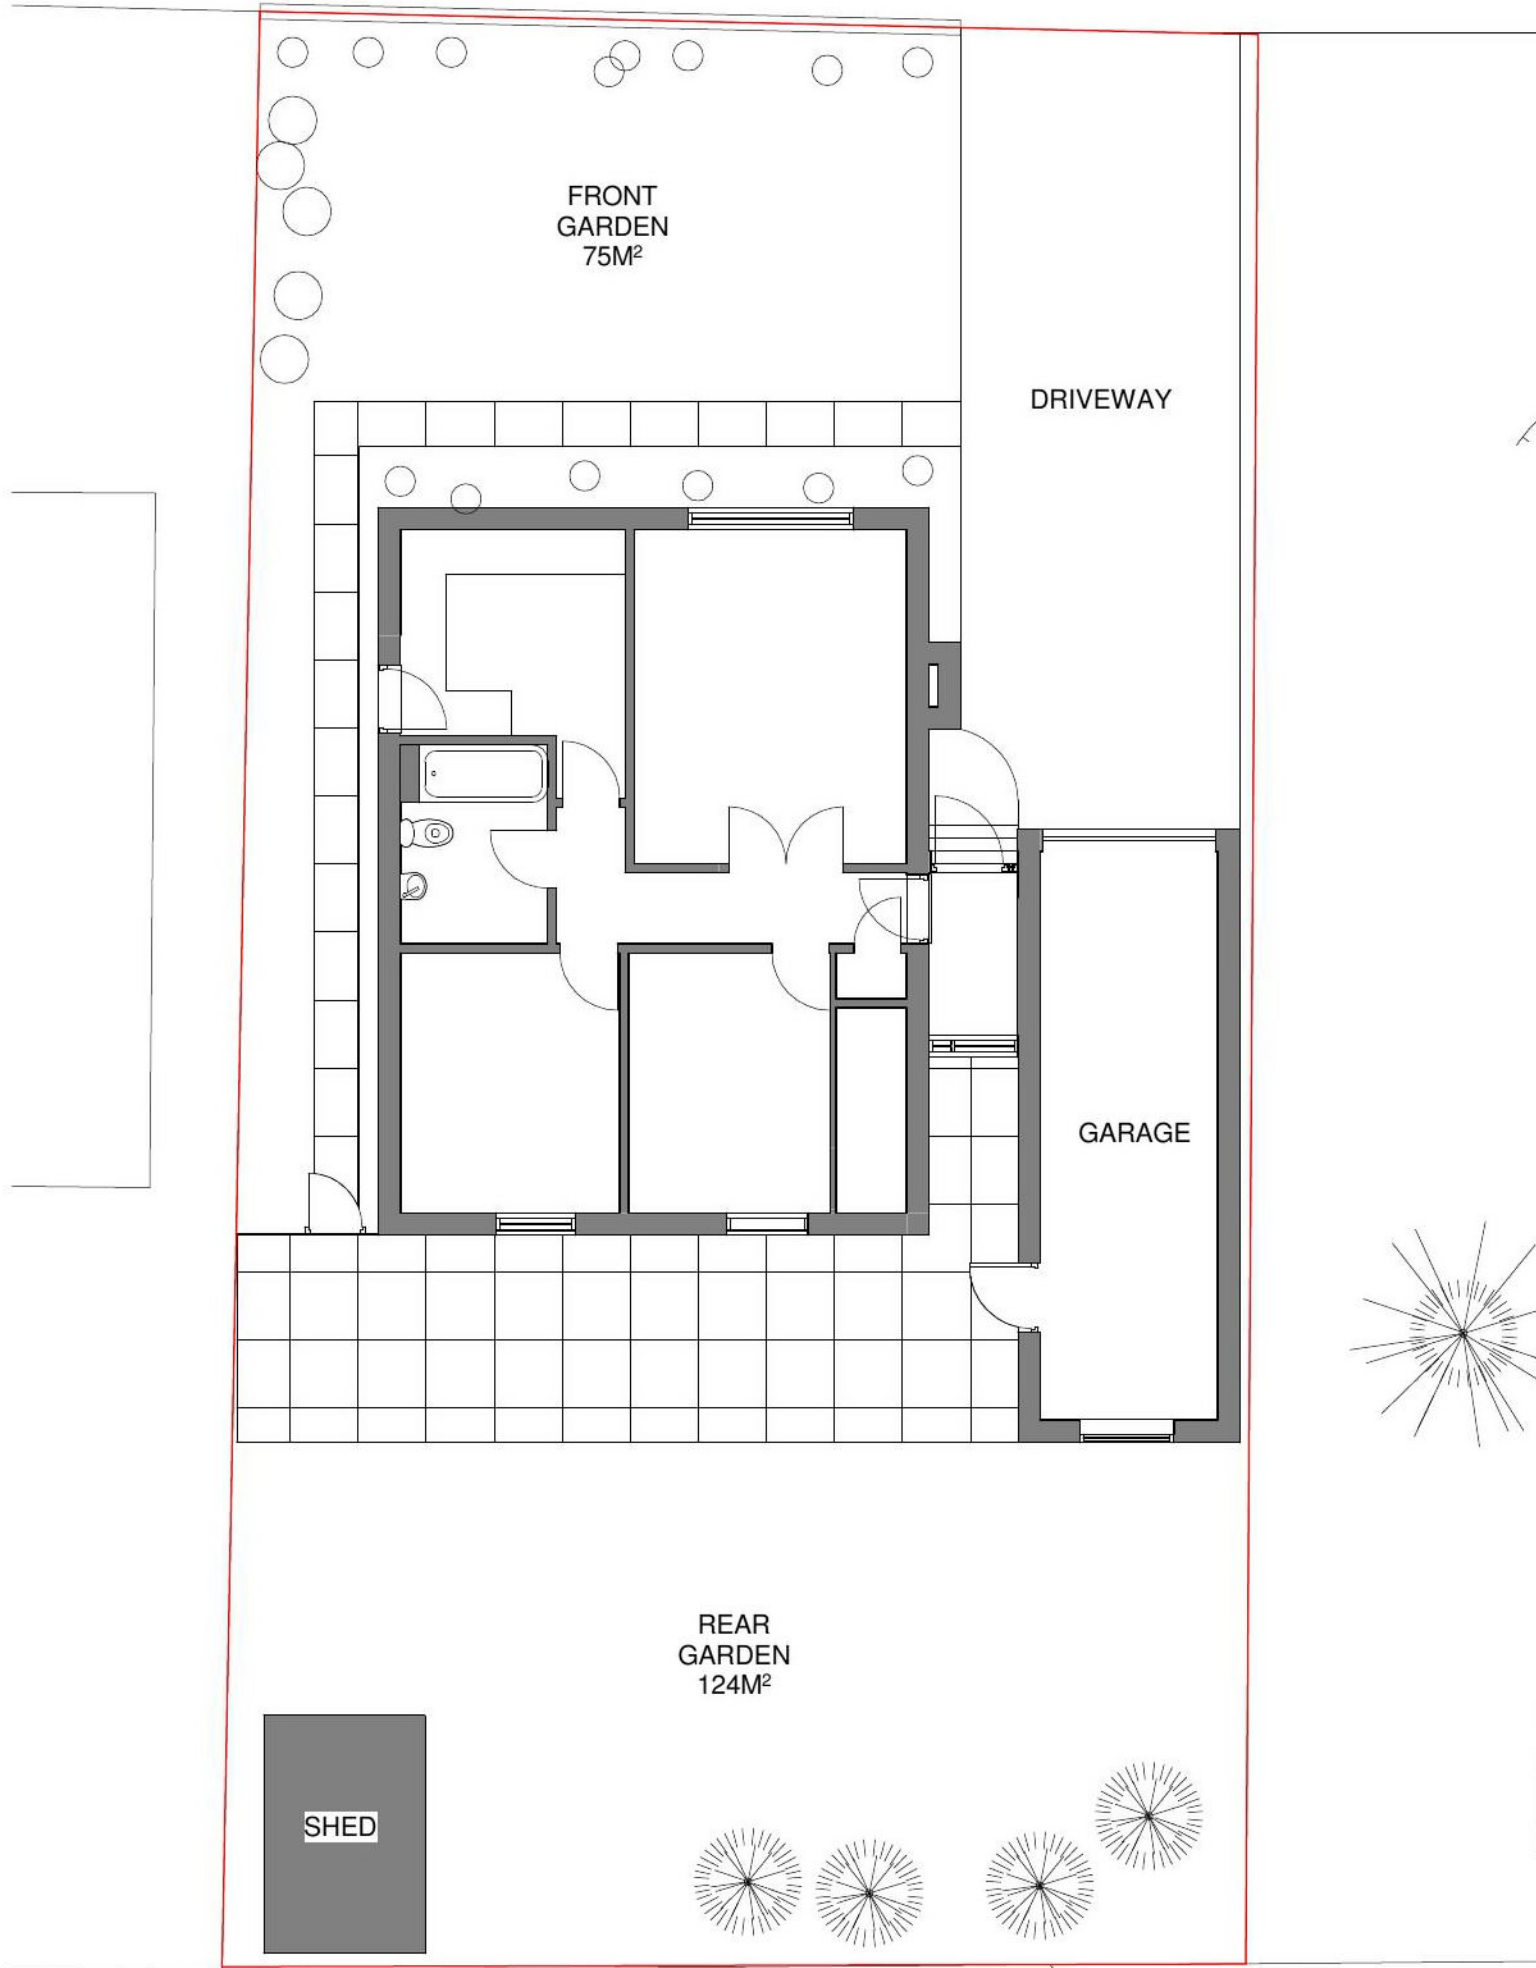 FRONT
GARDEN
75M²
DRIVEWAY
GARAGE
REAR
GARDEN
124M²
SHED